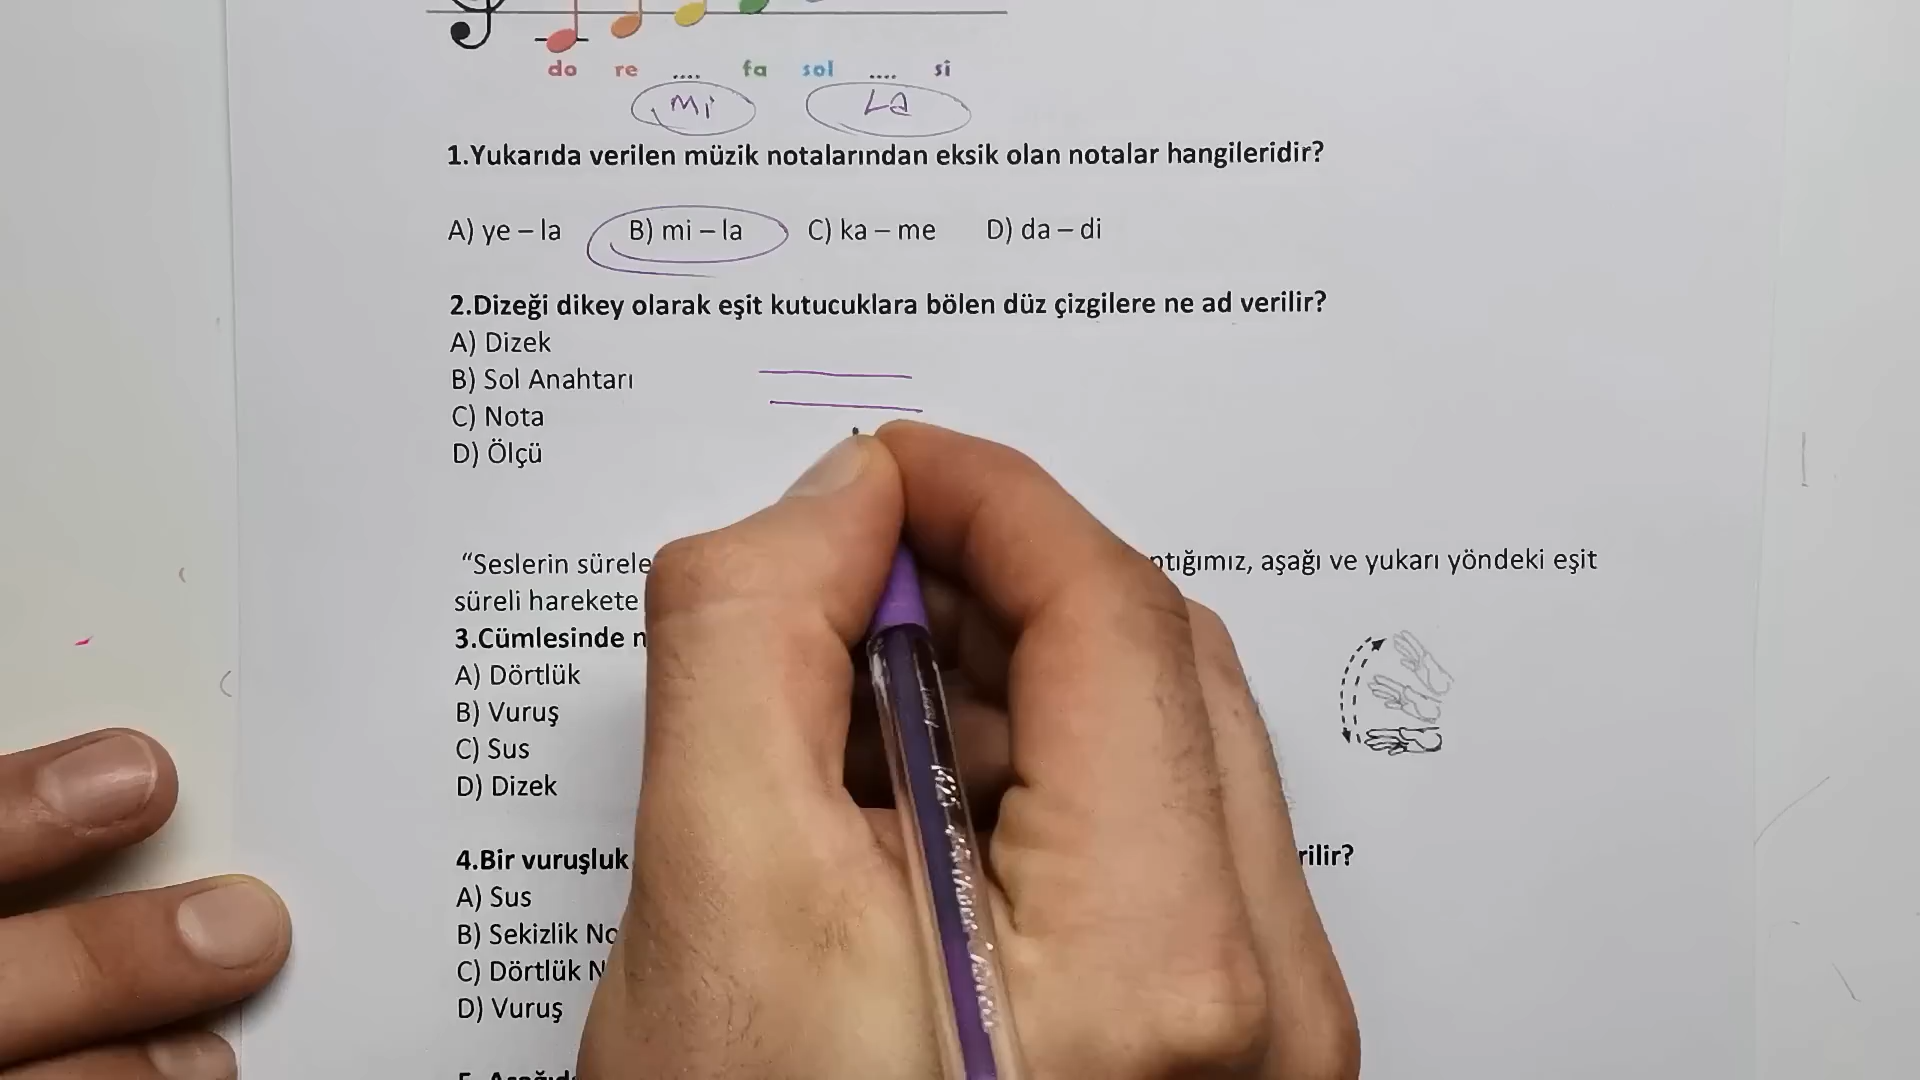 do re .... fa sol .... si
Mi La
1.Yukarıda verilen müzik notalarından eksik olan notalar hangileridir?
A) ye – la B) mi – la C) ka – me D) da – di
2.Dizeği dikey olarak eşit kutucuklara bölen düz çizgilere ne ad verilir?
A) Dizek
B) Sol Anahtarı
C) Nota
D) Ölçü
“Seslerin sürele ptığımız, aşağı ve yukarı yöndeki eşit
süreli harekete
3.Cümlesinde n
A) Dörtlük
B) Vuruş
C) Sus
D) Dizek
4.Bir vuruşluk rilir?
A) Sus
B) Sekizlik No
C) Dörtlük N
D) Vuruş